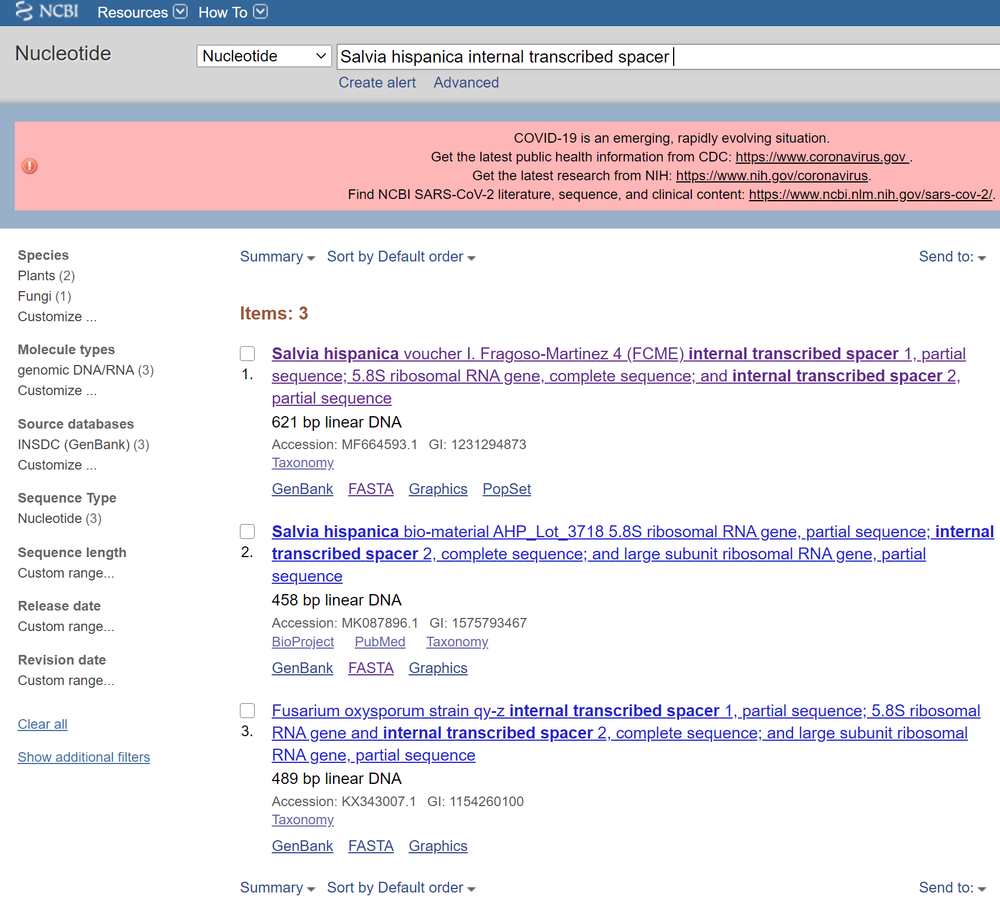 NCBI Resources How To
Nucleotide
Nucleotide
Salvia hispanica internal transcribed spacer
Create alert Advanced
COVID-19 is an emerging, rapidly evolving situation.
Get the latest public health information from CDC: https://www.coronavirus.gov .
Get the latest research from NIH: https://www.nih.gov/coronavirus.
Find NCBI SARS-CoV-2 literature, sequence, and clinical content: https://www.ncbi.nlm.nih.gov/sars-cov-2/.
Species
Plants (2)
Fungi (1)
Customize ...
Molecule types
genomic DNA/RNA (3)
Customize ...
Source databases
INSDC (GenBank) (3)
Customize ...
Sequence Type
Nucleotide (3)
Sequence length
Custom range...
Release date
Custom range...
Revision date
Custom range...
Clear all
Show additional filters
Summary Sort by Default order Send to:
Items: 3
Salvia hispanica voucher I. Fragoso-Martinez 4 (FCME) internal transcribed spacer 1, partial
1. sequence; 5.8S ribosomal RNA gene, complete sequence; and internal transcribed spacer 2,
partial sequence
621 bp linear DNA
Accession: MF664593.1 GI: 1231294873
Taxonomy
GenBank FASTA Graphics PopSet
Salvia hispanica bio-material AHP_Lot_3718 5.8S ribosomal RNA gene, partial sequence; internal
2. transcribed spacer 2, complete sequence; and large subunit ribosomal RNA gene, partial
sequence
458 bp linear DNA
Accession: MK087896.1 GI: 1575793467
BioProject PubMed Taxonomy
GenBank FASTA Graphics
Fusarium oxysporum strain qy-z internal transcribed spacer 1, partial sequence; 5.8S ribosomal
3. RNA gene and internal transcribed spacer 2, complete sequence; and large subunit ribosomal
RNA gene, partial sequence
489 bp linear DNA
Accession: KX343007.1 GI: 1154260100
Taxonomy
GenBank FASTA Graphics
Summary Sort by Default order Send to: